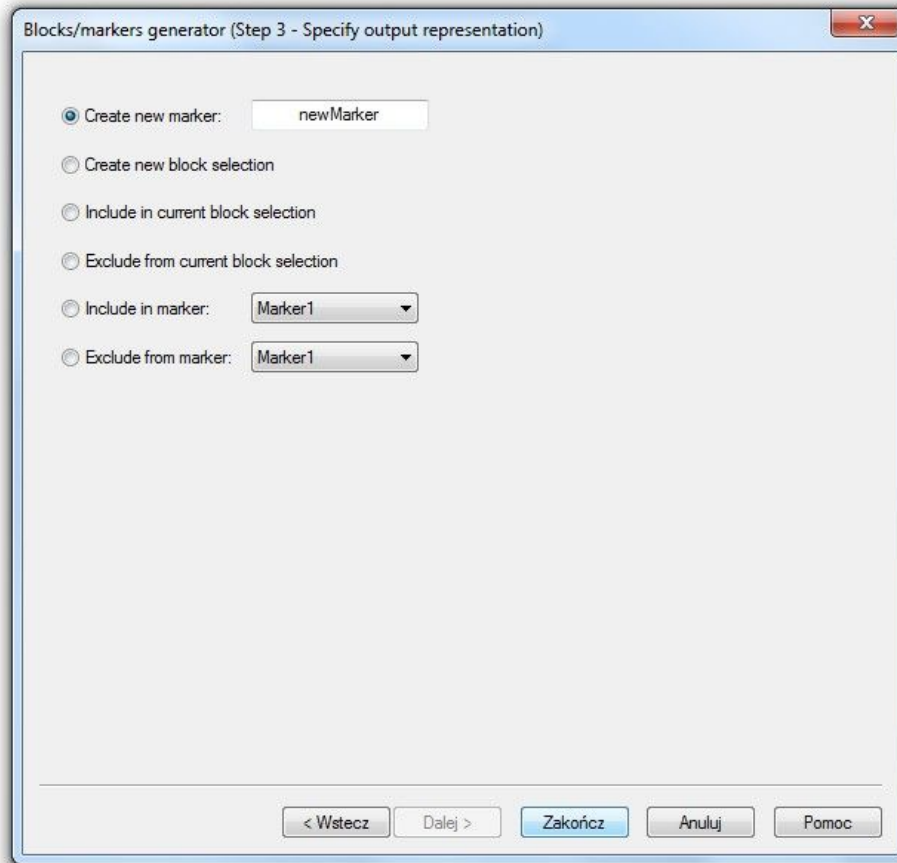 Blocks/markers generator (Step 3 - Specify output representation)
Create new marker: newMarker
Create new block selection
Include in current block selection
Exclude from current block selection
Include in marker: Marker1
Exclude from marker: Marker1
< Wstecz Dalej > Zakończ Anuluj Pomoc